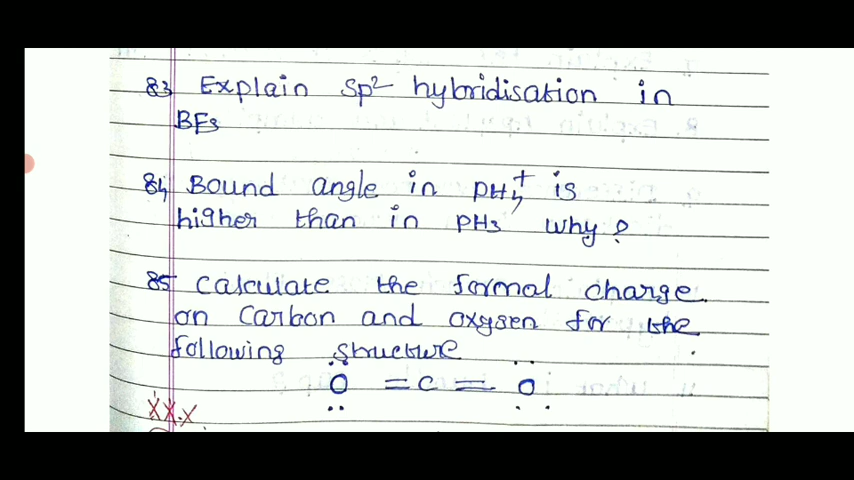 83 Explain sp² hybridisation in
BF3
84 Bound angle in PH4⁺ is
higher than in PH3 why?
85 Calculate the formal charge
on Carbon and oxygen for the
following structure
O = C = O
XX.X